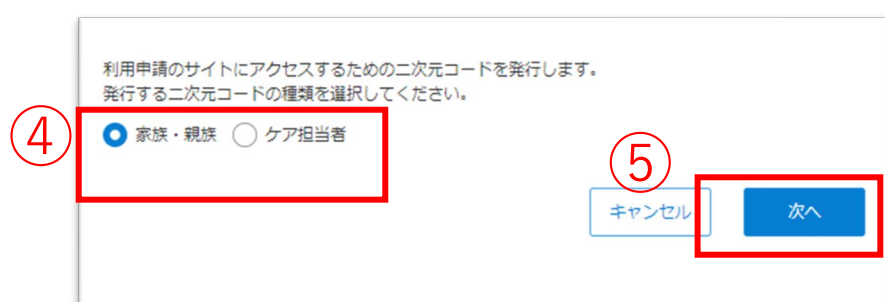 利用申請のサイトにアクセスするための二次元コードを発行します。
発行する二次元コードの種類を選択してください。
④
家族・親族 ケア担当者
⑤
キャンセル 次へ